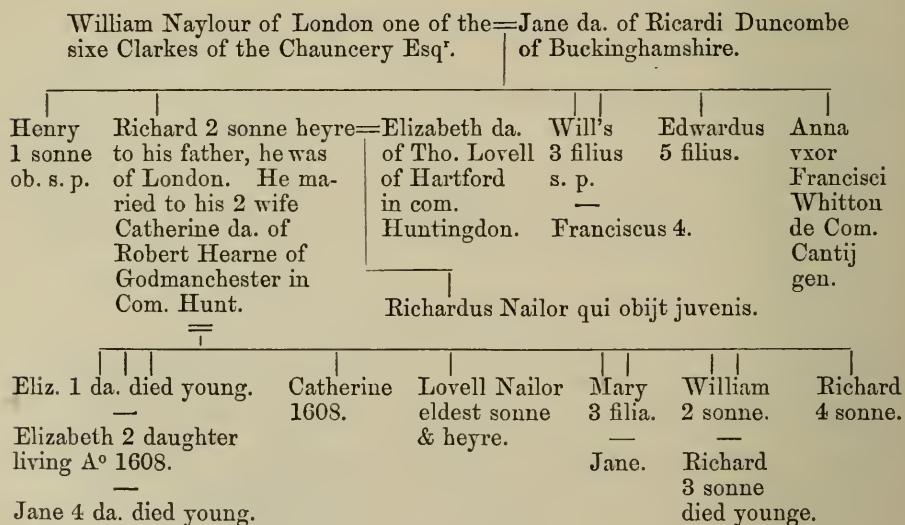 William Naylour of London one of the=Jane da. of Ricardi Duncombe
sixe Clarkes of the Chauncery Esqʳ. of Buckinghamshire.
Henry
1 sonne
ob. s. p.
Richard 2 sonne heyre=
to his father, he was
of London. He ma-
ried to his 2 wife
Catherine da. of
Robert Hearne of
Godmanchester in
Com. Hunt.
Elizabeth da.
of Tho. Lovell
of Hartford
in com.
Huntingdon.
Will's
3 filius
s. p.
—
Franciscus 4.
Edwardus
5 filius.
Anna
vxor
Francisci
Whitton
de Com.
Cantij
gen.
Richardus Nailor qui obijt juvenis.
=
Eliz. 1 da. died young.
—
Elizabeth 2 daughter
living Aº 1608.
—
Jane 4 da. died young.
Catherine
1608.
Lovell Nailor
eldest sonne
& heyre.
Mary
3 filia.
—
Jane.
William
2 sonne.
—
Richard
3 sonne
died younge.
Richard
4 sonne.